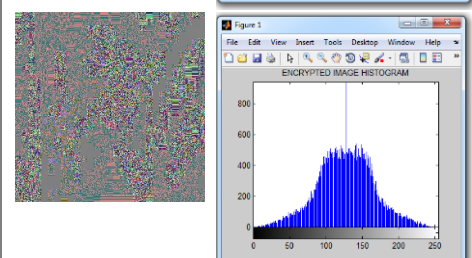 Figure 1
File Edit View Insert Tools Desktop Window Help
ENCRYPTED IMAGE HISTOGRAM
800
600
400
200
0
0 50 100 150 200 250